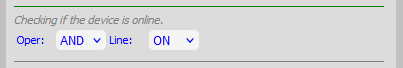 Checking if the device is online.
Oper: AND Line: ON